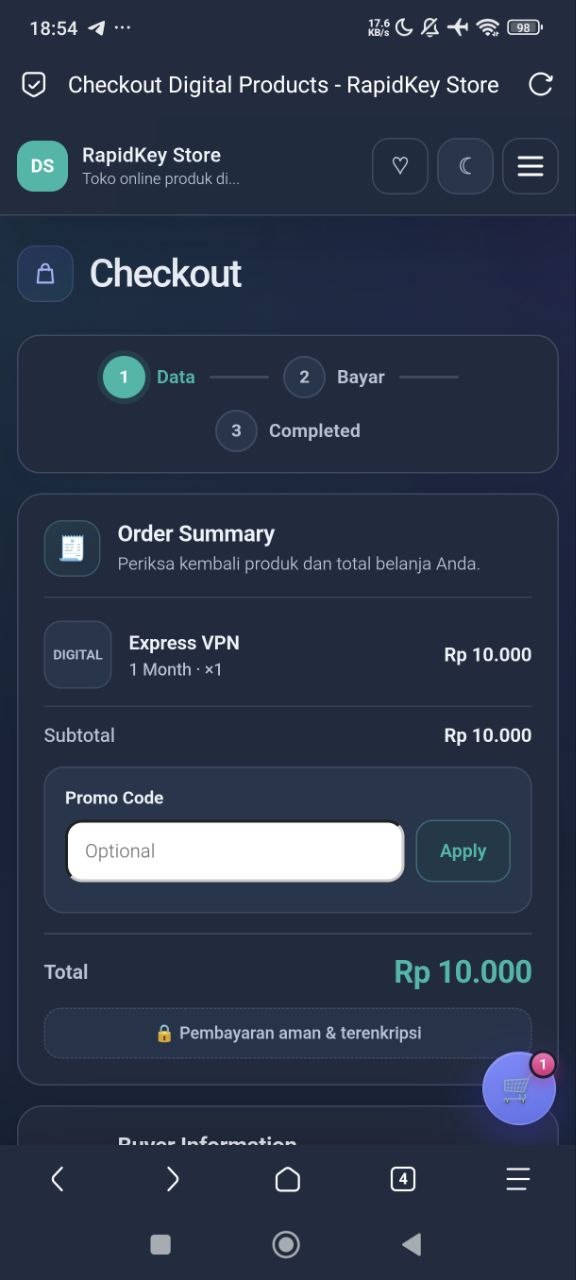 18:54
17.6
KB/s
98
Checkout Digital Products - RapidKey Store
DS
RapidKey Store
Toko online produk di...
Checkout
1 Data
2 Bayar
3 Completed
Order Summary
Periksa kembali produk dan total belanja Anda.
DIGITAL
Express VPN
1 Month · ×1
Rp 10.000
Subtotal Rp 10.000
Promo Code
Optional
Apply
Total Rp 10.000
Pembayaran aman & terenkripsi
1
Buyer Information
4